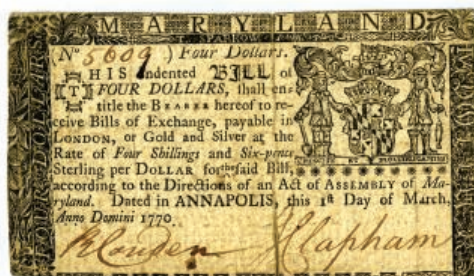 MARYLAND
SPARROW
(No 5609) Four Dollars.
THIS Indented BILL of
FOUR DOLLARS, shall en-
title the BEARER hereof to re-
ceive Bills of Exchange, payable in
LONDON, or Gold and Silver at the
Rate of Four Shillings and Six-pence
Sterling per DOLLAR for the said Bill,
according to the Directions of an Act of ASSEMBLY of Ma-
ryland. Dated in ANNAPOLIS, this 1st Day of March,
Anno Domini 1770.
Clapham
FOUR DOLLARS